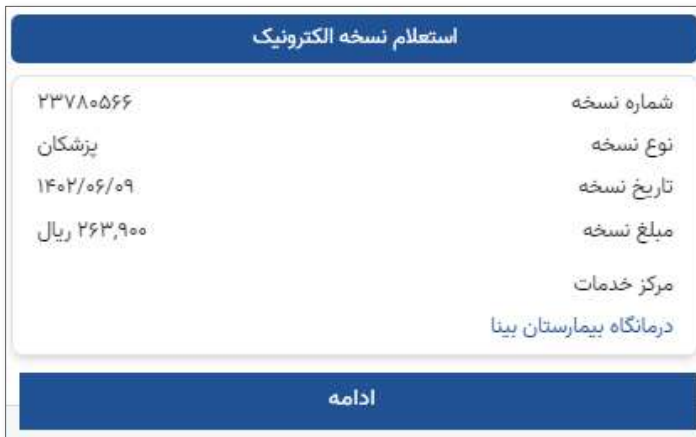 استعلام نسخه الکترونیک
شماره نسخه ۲۳۷۸۰۵۶۶
نوع نسخه پزشکان
تاریخ نسخه ۱۴۰۲/۰۶/۰۹
مبلغ نسخه ۲۶۳,۹۰۰ ریال
مرکز خدمات
درمانگاه بیمارستان بینا
ادامه